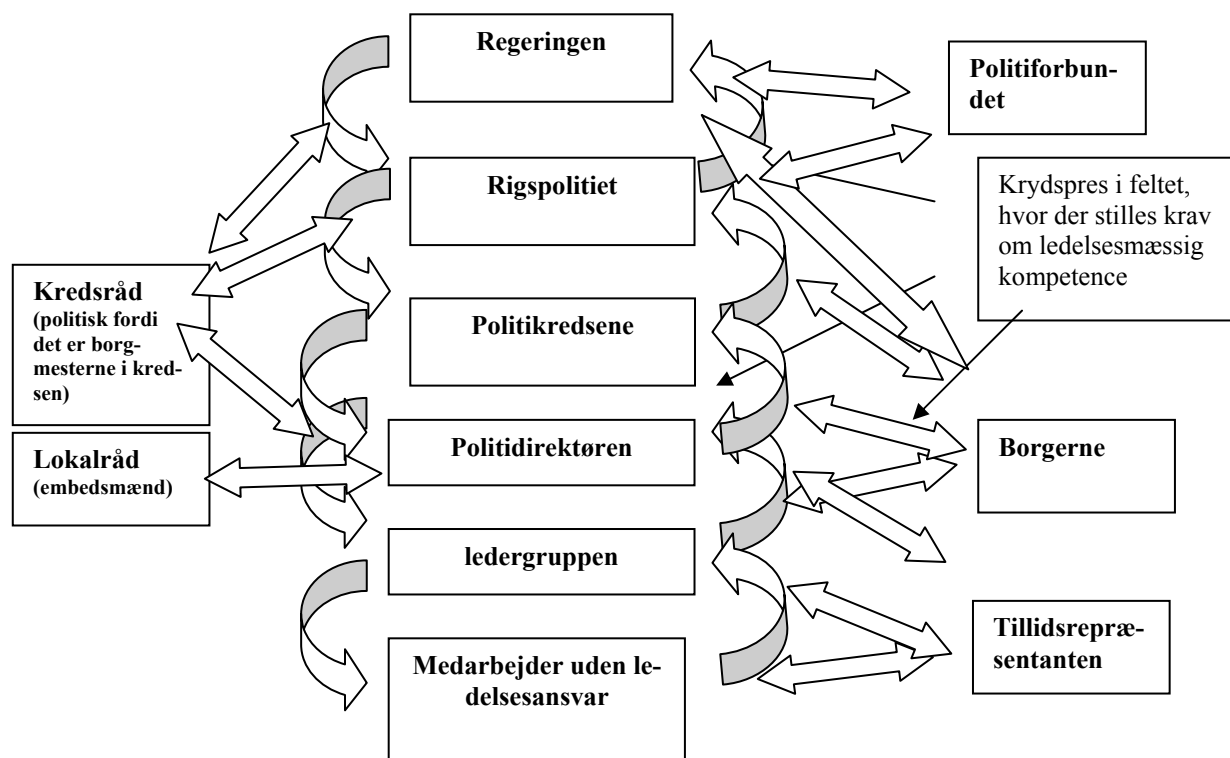 Regeringen
Politiforbun-
det
Rigspolitiet
Krydspres i feltet,
hvor der stilles krav
om ledelsesmæssig
kompetence
Kredsråd
(politisk fordi
det er borg-
mesterne i kred-
sen)
Politikredsene
Lokalråd
(embedsmænd)
Politidirektøren
Borgerne
ledergruppen
Tillidsrepræ-
sentanten
Medarbejder uden le-
delsesansvar